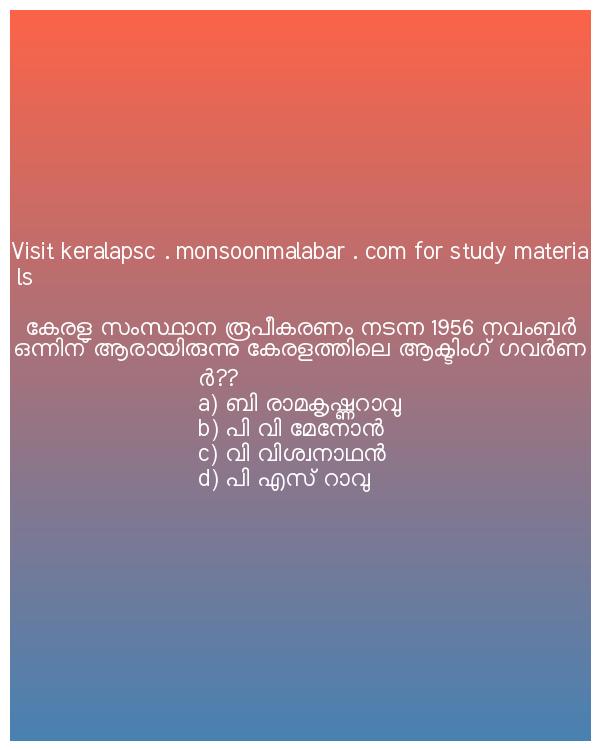 Visit keralapsc . monsoonmalabar . com for study materia
ls
കേരള സംസ്ഥാന രൂപീകരണം നടന്ന 1956 നവംബർ
ഒന്നിന് ആരായിരുന്നു കേരളത്തിലെ ആക്ടിംഗ് ഗവർണ
ർ??
a) ബി രാമകൃഷ്ണറാവു
b) പി വി മേനോൻ
c) വി വിശ്വനാഥൻ
d) പി എസ് റാവു